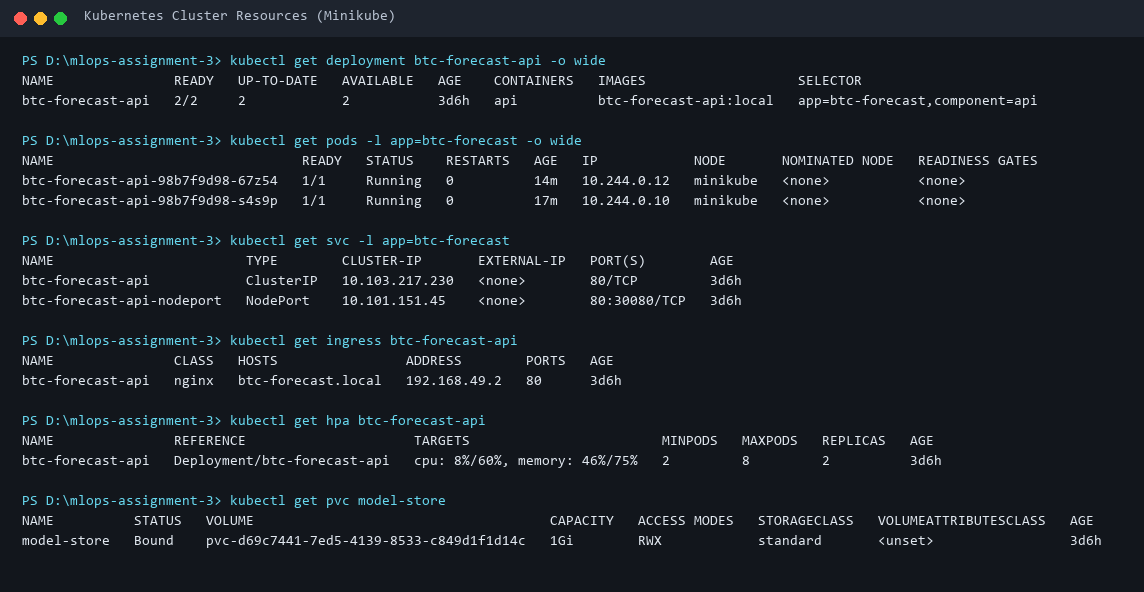 Kubernetes Cluster Resources (Minikube)
PS D:\mlops-assignment-3> kubectl get deployment btc-forecast-api -o wide
NAME READY UP-TO-DATE AVAILABLE AGE CONTAINERS IMAGES SELECTOR
btc-forecast-api 2/2 2 2 3d6h api btc-forecast-api:local app=btc-forecast,component=api
PS D:\mlops-assignment-3> kubectl get pods -l app=btc-forecast -o wide
NAME READY STATUS RESTARTS AGE IP NODE NOMINATED NODE READINESS GATES
btc-forecast-api-98b7f9d98-67z54 1/1 Running 0 14m 10.244.0.12 minikube <none> <none>
btc-forecast-api-98b7f9d98-s4s9p 1/1 Running 0 17m 10.244.0.10 minikube <none> <none>
PS D:\mlops-assignment-3> kubectl get svc -l app=btc-forecast
NAME TYPE CLUSTER-IP EXTERNAL-IP PORT(S) AGE
btc-forecast-api ClusterIP 10.103.217.230 <none> 80/TCP 3d6h
btc-forecast-api-nodeport NodePort 10.101.151.45 <none> 80:30080/TCP 3d6h
PS D:\mlops-assignment-3> kubectl get ingress btc-forecast-api
NAME CLASS HOSTS ADDRESS PORTS AGE
btc-forecast-api nginx btc-forecast.local 192.168.49.2 80 3d6h
PS D:\mlops-assignment-3> kubectl get hpa btc-forecast-api
NAME REFERENCE TARGETS MINPODS MAXPODS REPLICAS AGE
btc-forecast-api Deployment/btc-forecast-api cpu: 8%/60%, memory: 46%/75% 2 8 2 3d6h
PS D:\mlops-assignment-3> kubectl get pvc model-store
NAME STATUS VOLUME CAPACITY ACCESS MODES STORAGECLASS VOLUMEATTRIBUTESCLASS AGE
model-store Bound pvc-d69c7441-7ed5-4139-8533-c849d1f1d14c 1Gi RWX standard <unset> 3d6h